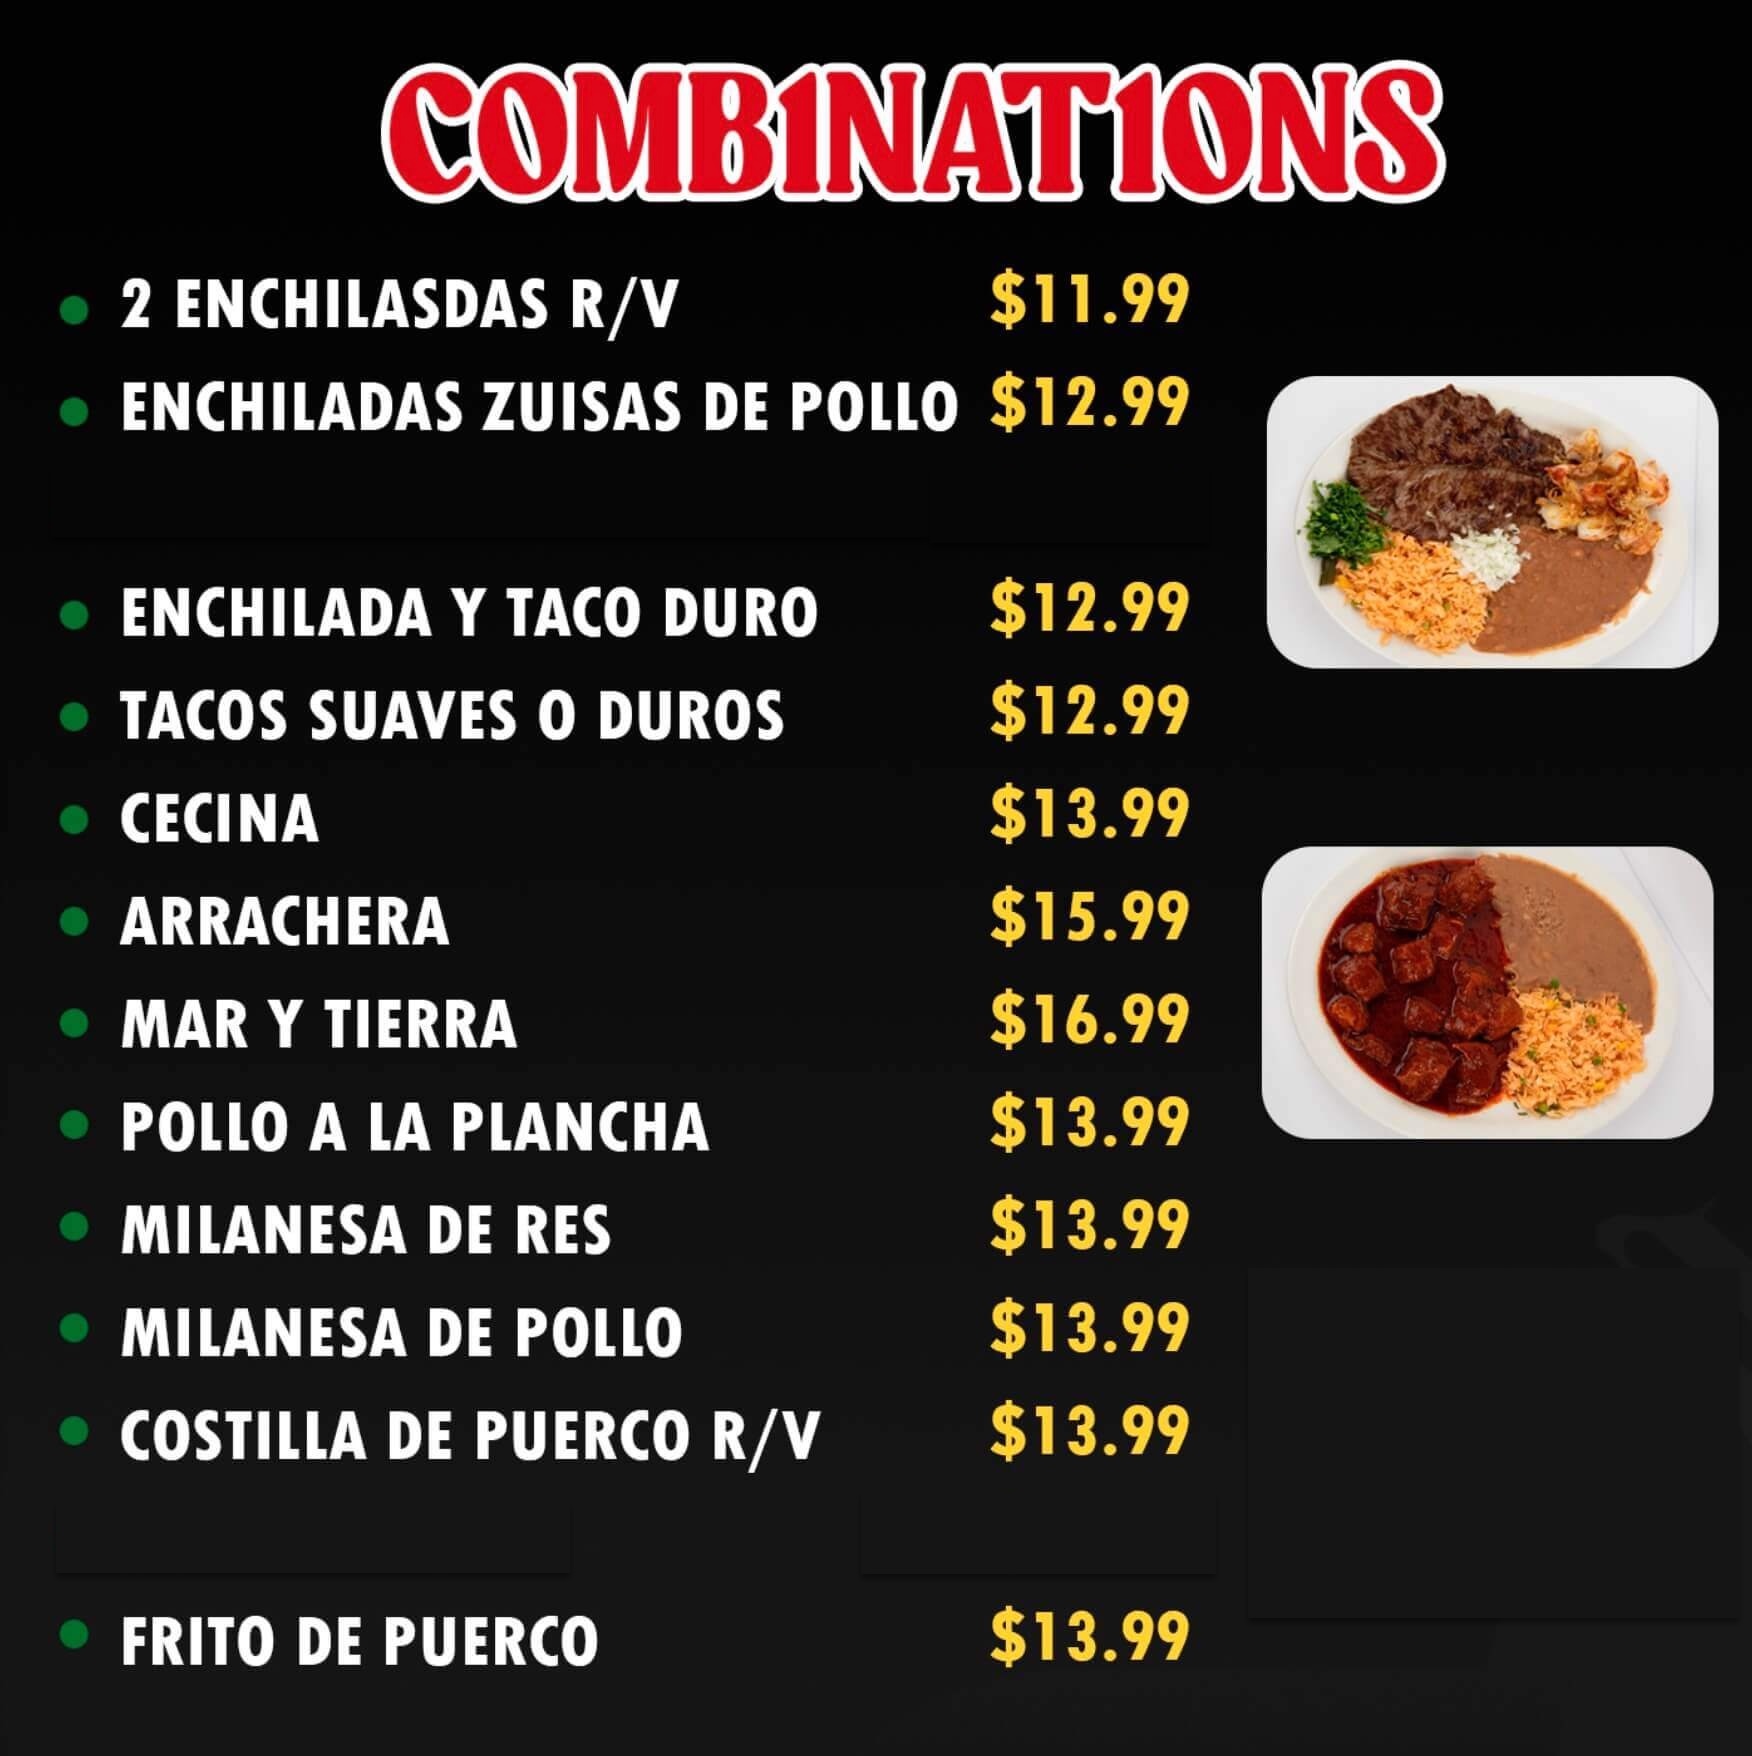 COMB1NAT1ONS
2 ENCHILASDAS R/V $11.99
ENCHILADAS ZUISAS DE POLLO $12.99
ENCHILADA Y TACO DURO $12.99
TACOS SUAVES O DUROS $12.99
CECINA $13.99
ARRACHERA $15.99
MAR Y TIERRA $16.99
POLLO A LA PLANCHA $13.99
MILANESA DE RES $13.99
MILANESA DE POLLO $13.99
COSTILLA DE PUERCO R/V $13.99
FRITO DE PUERCO $13.99